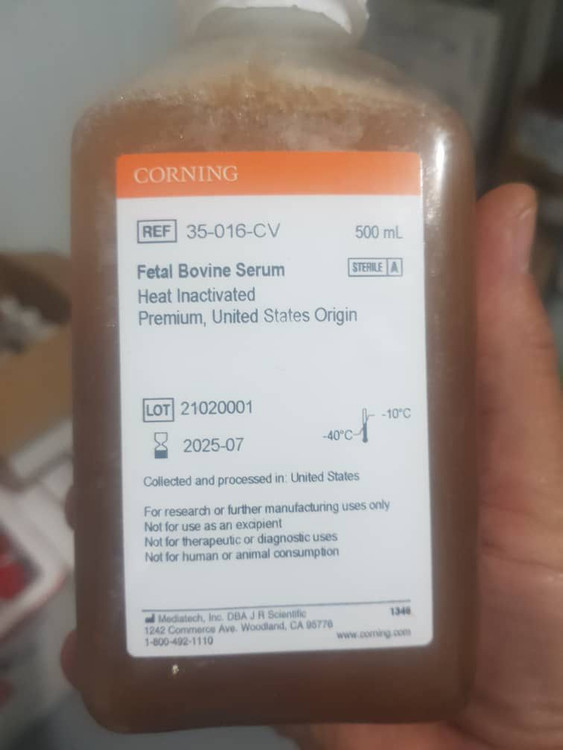 CORNING
REF 35-016-CV 500 mL
Fetal Bovine Serum STERILE A
Heat Inactivated
Premium, United States Origin
LOT 21020001
-10°C
-40°C
2025-07
Collected and processed in: United States
For research or further manufacturing uses only
Not for use as an excipient
Not for therapeutic or diagnostic uses
Not for human or animal consumption
Mediatech, Inc. DBA J R Scientific 1346
1242 Commerce Ave. Woodland, CA 95776
1-800-492-1110 www.corning.com